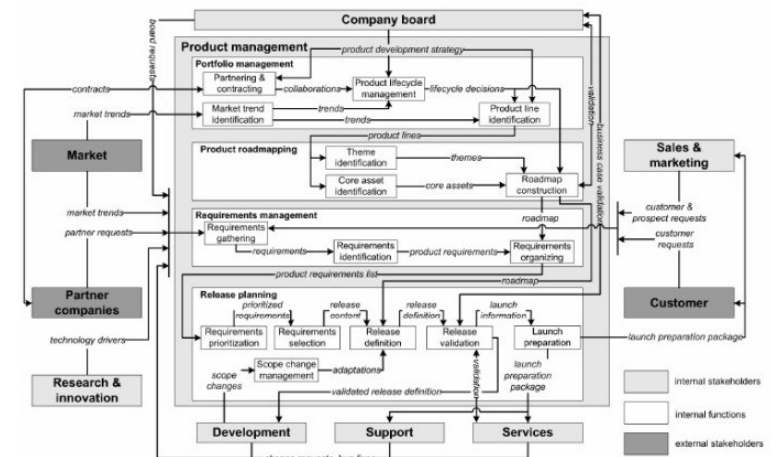 Company board
board requests
Product management
product development strategy
Portfolio management
Partnering &
contracting
collaborations
Product lifecycle
management
lifecycle decisions
contracts
market trends
Market trend
identification
trends
trends
Product line
identification
validation
business case validation
product lines
Market
Product roadmapping
Theme
identification
themes
Core asset
identification
core assets
Roadmap
construction
Sales &
marketing
market trends
partner requests
Requirements management
roadmap
Requirements
gathering
requirements
Requirements
identification
product requirements
Requirements
organizing
customer &
prospect requests
customer
requests
product requirements list
roadmap
Partner
companies
Customer
Release planning
prioritized
requirements
release
content
release
definition
launch
information
Requirements
prioritization
Requirements
selection
Release
definition
Release
validation
Launch
preparation
launch preparation package
technology drivers
Research &
innovation
scope
changes
Scope change
management
adaptations
validation
launch
preparation
package
validated release definition
internal stakeholders
internal functions
external stakeholders
Development
Support
Services